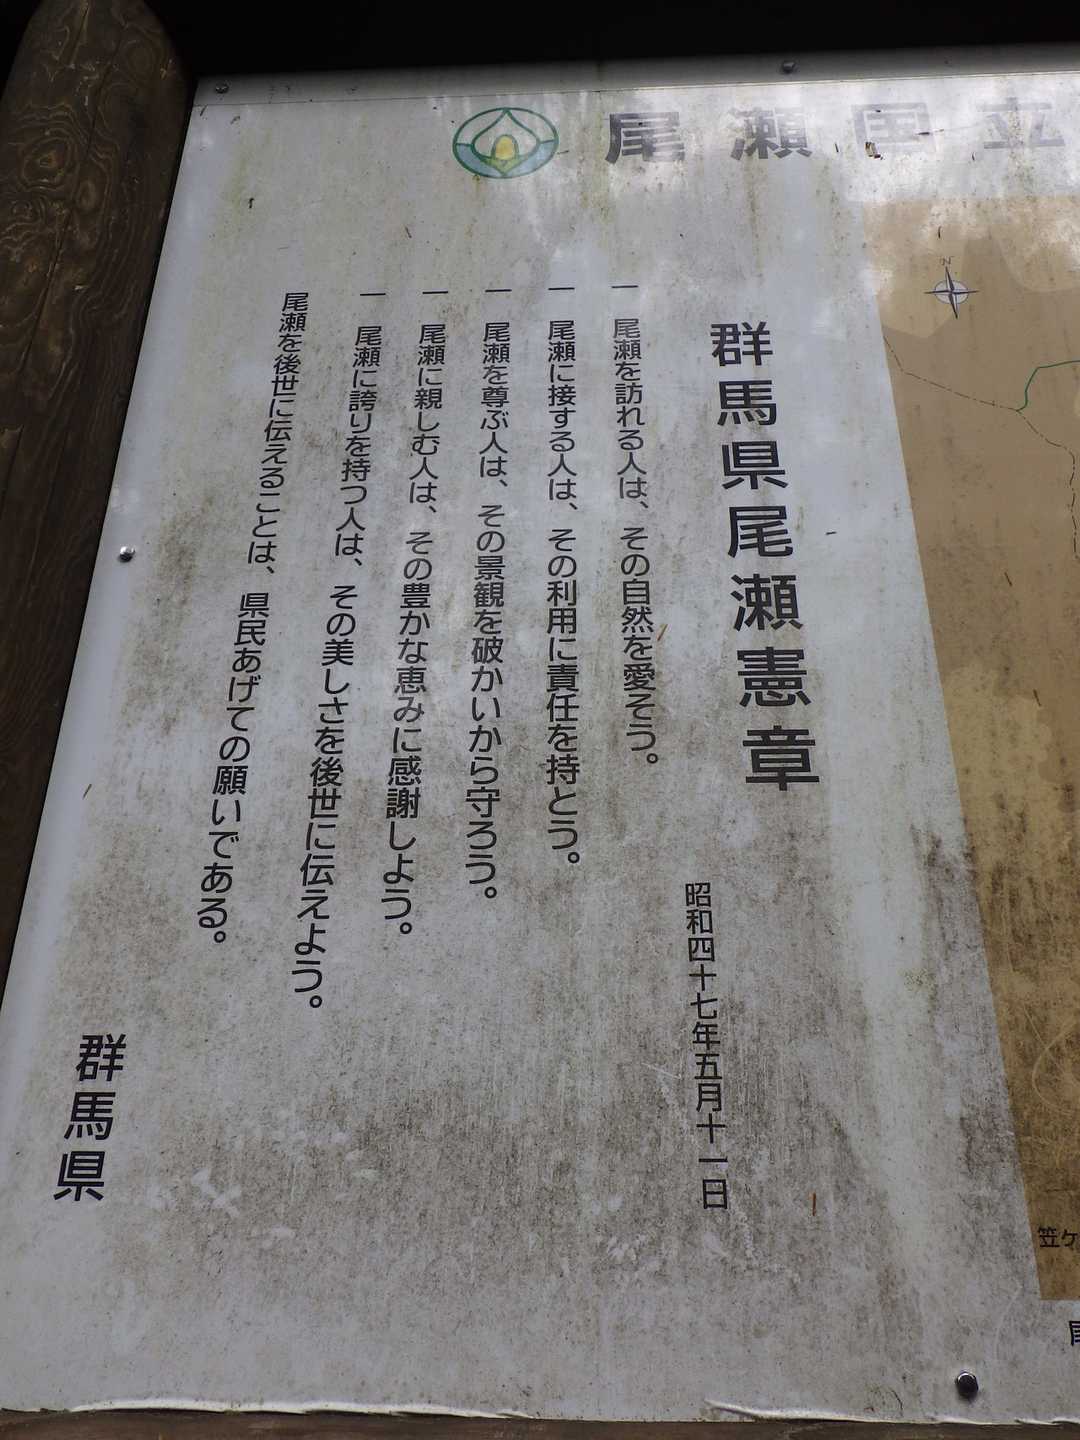 尾瀬国立
N
群馬県尾瀬憲章
昭和四十七年五月十一日
一 尾瀬を訪れる人は、その自然を愛そう。
一 尾瀬に接する人は、その利用に責任を持とう。
一 尾瀬を尊ぶ人は、その景観を破かいから守ろう。
一 尾瀬に親しむ人は、その豊かな恵みに感謝しよう。
一 尾瀬に誇りを持つ人は、その美しさを後世に伝えよう。
尾瀬を後世に伝えることは、県民あげての願いである。
群馬県
笠ケ